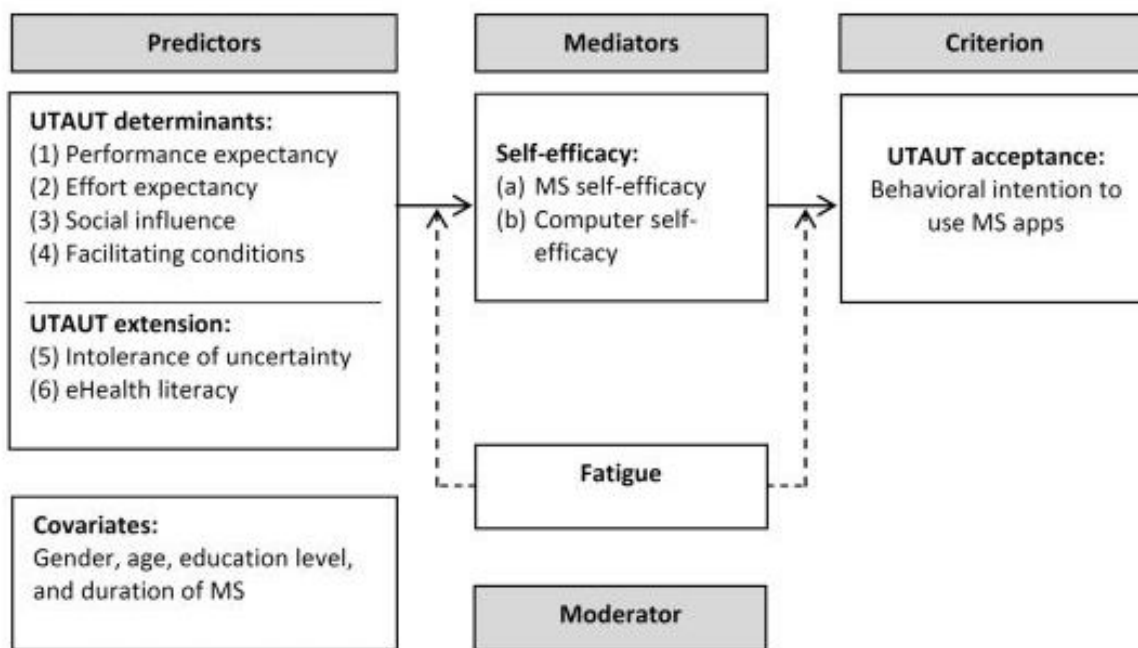 Predictors
Mediators
Criterion
UTAUT determinants:
(1) Performance expectancy
(2) Effort expectancy
(3) Social influence
(4) Facilitating conditions
UTAUT extension:
(5) Intolerance of uncertainty
(6) eHealth literacy
Self-efficacy:
(a) MS self-efficacy
(b) Computer self-
efficacy
UTAUT acceptance:
Behavioral intention to
use MS apps
Fatigue
Covariates:
Gender, age, education level,
and duration of MS
Moderator